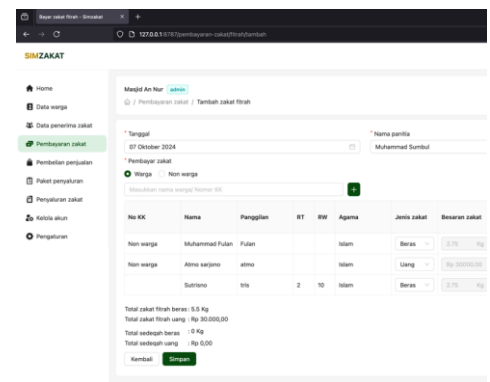 Bayar zakat fitrah - Simzakat
127.0.0.1:8787/pembayaran-zakat/fitrah/tambah
SIMZAKAT
Home
Data warga
Data penerima zakat
Pembayaran zakat
Pembelian penjualan
Paket penyaluran
Penyaluran zakat
Kelola akun
Pengaturan
Masjid An Nur admin
/ Pembayaran zakat / Tambah zakat fitrah
* Tanggal * Nama panitia
07 Oktober 2024 Muhammad Sumbul
* Pembayar zakat
Warga Non warga
Masukkan nama warga/ Nomor KK
No KK Nama Panggilan RT RW Agama Jenis zakat Besaran zakat
Non warga Muhammad Fulan Fulan Islam Beras 2.75 Kg
Non warga Atmo sarjono atmo Islam Uang Rp 30000.00
Sutrisno tris 2 10 Islam Beras 2.75 Kg
Total zakat fitrah beras : 5.5 Kg
Total zakat fitrah uang : Rp 30.000,00
Total sedeqah beras : 0 Kg
Total sedeqah uang : Rp 0,00
Kembali Simpan